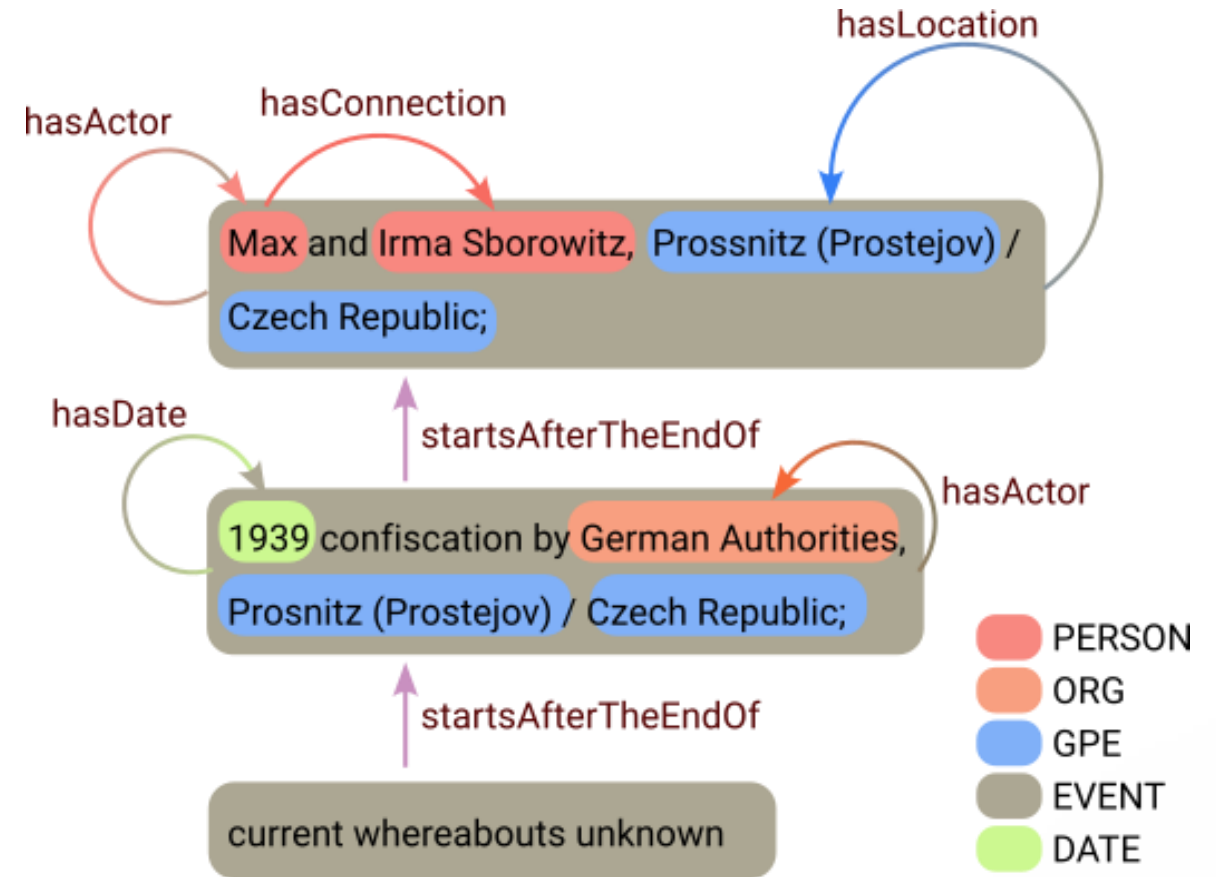 hasLocation
hasConnection
hasActor
Max and Irma Sborowitz, Prossnitz (Prostejov) /
Czech Republic;
hasDate
startsAfterTheEndOf
hasActor
1939 confiscation by German Authorities,
Prosnitz (Prostejov) / Czech Republic;
startsAfterTheEndOf
current whereabouts unknown
PERSON
ORG
GPE
EVENT
DATE